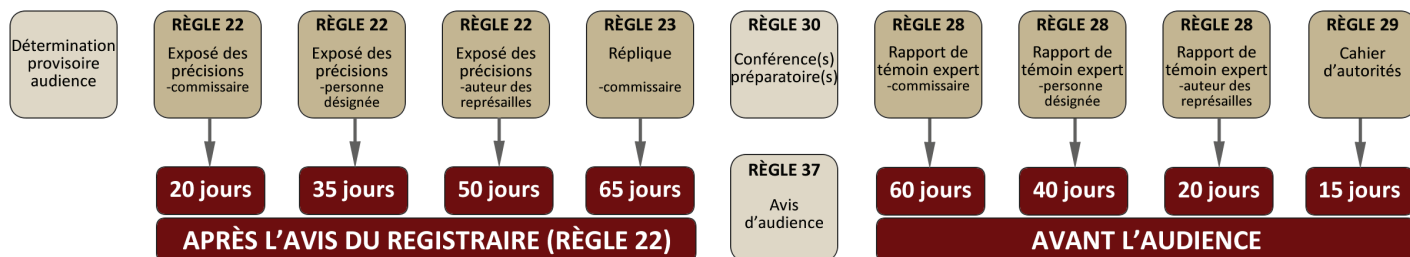 Détermination
provisoire
audience
RÈGLE 22
Exposé des
précisions
-commissaire
20 jours
RÈGLE 22
Exposé des
précisions
-personne
désignée
35 jours
RÈGLE 22
Exposé des
précisions
-auteur des
représailles
50 jours
RÈGLE 23
Réplique
-commissaire
65 jours
APRÈS L’AVIS DU REGISTRAIRE (RÈGLE 22)
RÈGLE 30
Conférence(s)
préparatoire(s)
RÈGLE 37
Avis
d’audience
RÈGLE 28
Rapport de
témoin expert
-commissaire
60 jours
RÈGLE 28
Rapport de
témoin expert
-personne
désignée
40 jours
RÈGLE 28
Rapport de
témoin expert
-auteur des
représailles
20 jours
RÈGLE 29
Cahier
d’autorités
15 jours
AVANT L’AUDIENCE